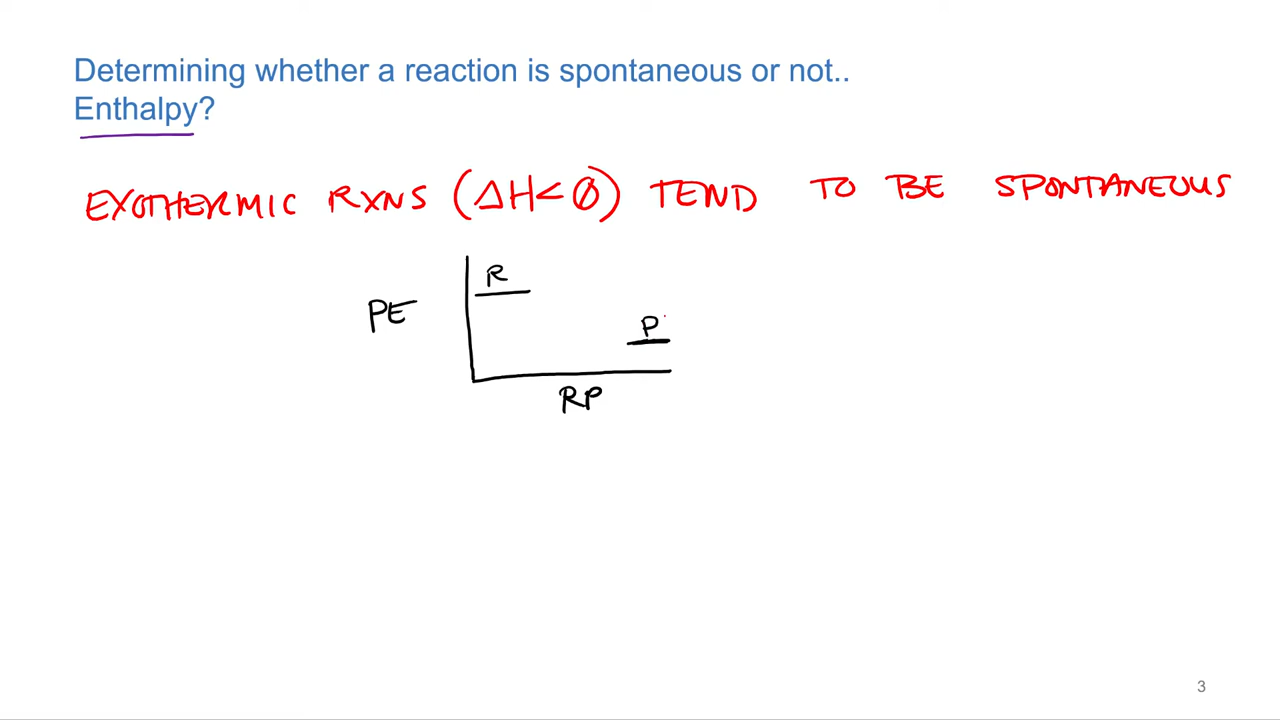 Determining whether a reaction is spontaneous or not..
Enthalpy?
EXOTHERMIC RXNS (ΔH<0) TEND TO BE SPONTANEOUS
R
PE
P
RP
3